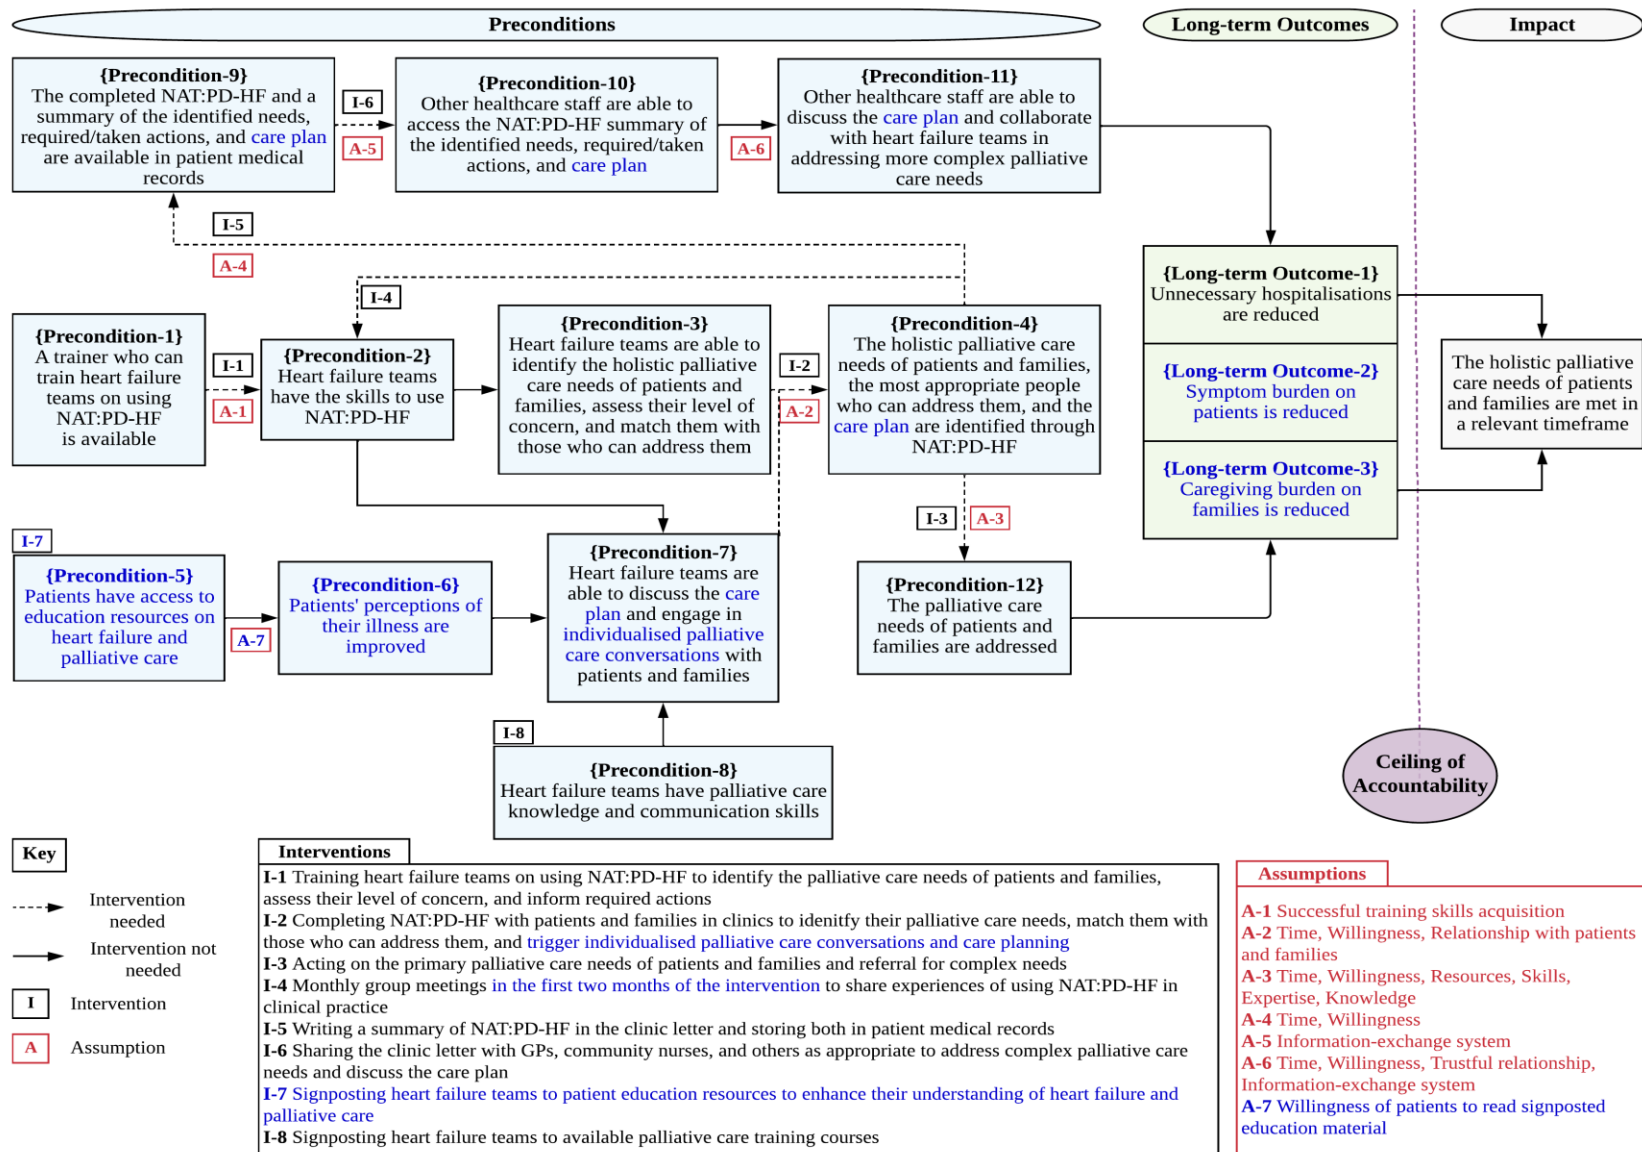 Preconditions
Long-term Outcomes
Impact
{Precondition-9}
The completed NAT:PD-HF and a
summary of the identified needs,
required/taken actions, and care plan
are available in patient medical
records
I-6
A-5
{Precondition-10}
Other healthcare staff are able to
access the NAT:PD-HF summary of
the identified needs, required/taken
actions, and care plan
A-6
{Precondition-11}
Other healthcare staff are able to
discuss the care plan and collaborate
with heart failure teams in
addressing more complex palliative
care needs
I-5
A-4
I-4
{Precondition-1}
A trainer who can
train heart failure
teams on using
NAT:PD-HF
is available
I-1
A-1
{Precondition-2}
Heart failure teams
have the skills to use
NAT:PD-HF
{Precondition-3}
Heart failure teams are able to
identify the holistic palliative
care needs of patients and
families, assess their level of
concern, and match them with
those who can address them
I-2
A-2
{Precondition-4}
The holistic palliative care
needs of patients and families,
the most appropriate people
who can address them, and the
care plan are identified through
NAT:PD-HF
{Long-term Outcome-1}
Unnecessary hospitalisations
are reduced
{Long-term Outcome-2}
Symptom burden on
patients is reduced
{Long-term Outcome-3}
Caregiving burden on
families is reduced
The holistic palliative
care needs of patients
and families are met in
a relevant timeframe
I-3
A-3
I-7
{Precondition-5}
Patients have access to
education resources on
heart failure and
palliative care
A-7
{Precondition-6}
Patients' perceptions of
their illness are
improved
{Precondition-7}
Heart failure teams are
able to discuss the care
plan and engage in
individualised palliative
care conversations with
patients and families
{Precondition-12}
The palliative care
needs of patients and
families are addressed
I-8
{Precondition-8}
Heart failure teams have palliative care
knowledge and communication skills
Ceiling of
Accountability
Key
Intervention
needed
Intervention not
needed
I
Intervention
A
Assumption
Interventions
I-1 Training heart failure teams on using NAT:PD-HF to identify the palliative care needs of patients and families,
assess their level of concern, and inform required actions
I-2 Completing NAT:PD-HF with patients and families in clinics to idenitfy their palliative care needs, match them with
those who can address them, and trigger individualised palliative care conversations and care planning
I-3 Acting on the primary palliative care needs of patients and families and referral for complex needs
I-4 Monthly group meetings in the first two months of the intervention to share experiences of using NAT:PD-HF in
clinical practice
I-5 Writing a summary of NAT:PD-HF in the clinic letter and storing both in patient medical records
I-6 Sharing the clinic letter with GPs, community nurses, and others as appropriate to address complex palliative care
needs and discuss the care plan
I-7 Signposting heart failure teams to patient education resources to enhance their understanding of heart failure and
palliative care
I-8 Signposting heart failure teams to available palliative care training courses
Assumptions
A-1 Successful training skills acquisition
A-2 Time, Willingness, Relationship with patients
and families
A-3 Time, Willingness, Resources, Skills,
Expertise, Knowledge
A-4 Time, Willingness
A-5 Information-exchange system
A-6 Time, Willingness, Trustful relationship,
Information-exchange system
A-7 Willingness of patients to read signposted
education material